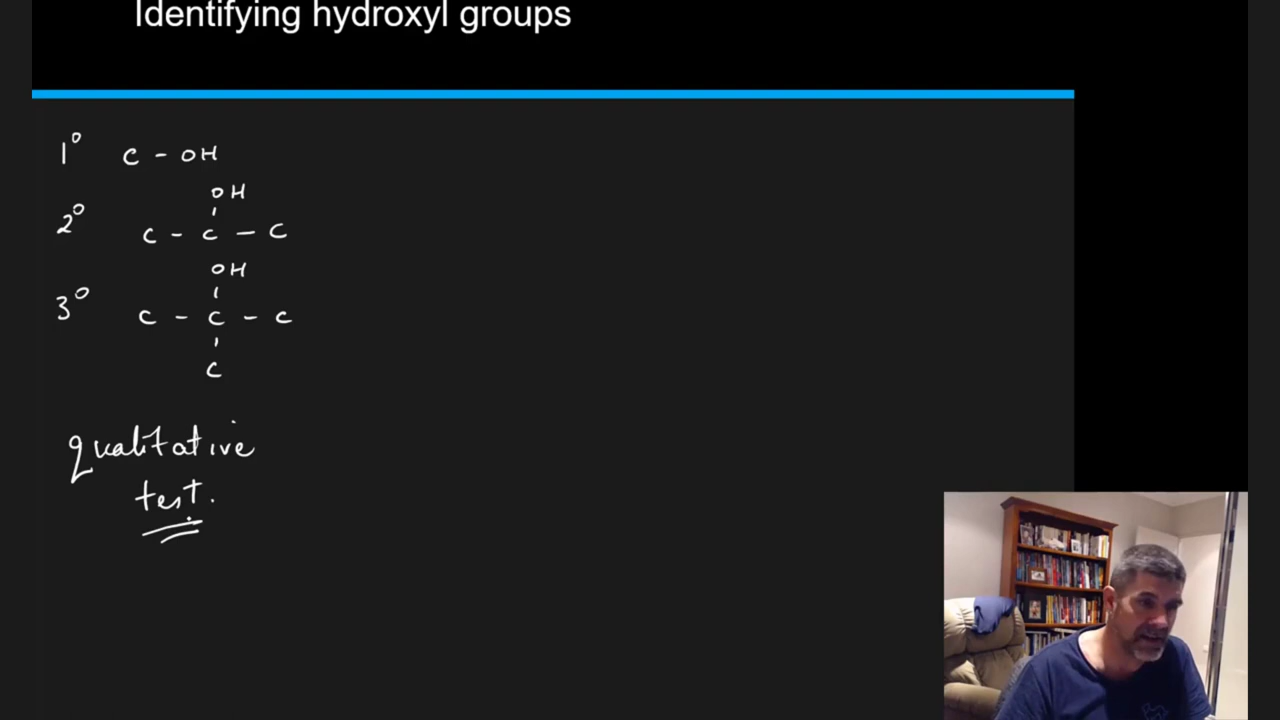 Identifying hydroxyl groups
1° C - OH
OH
2° C - C - C
OH
3° C - C - C
C
qualitative
test.